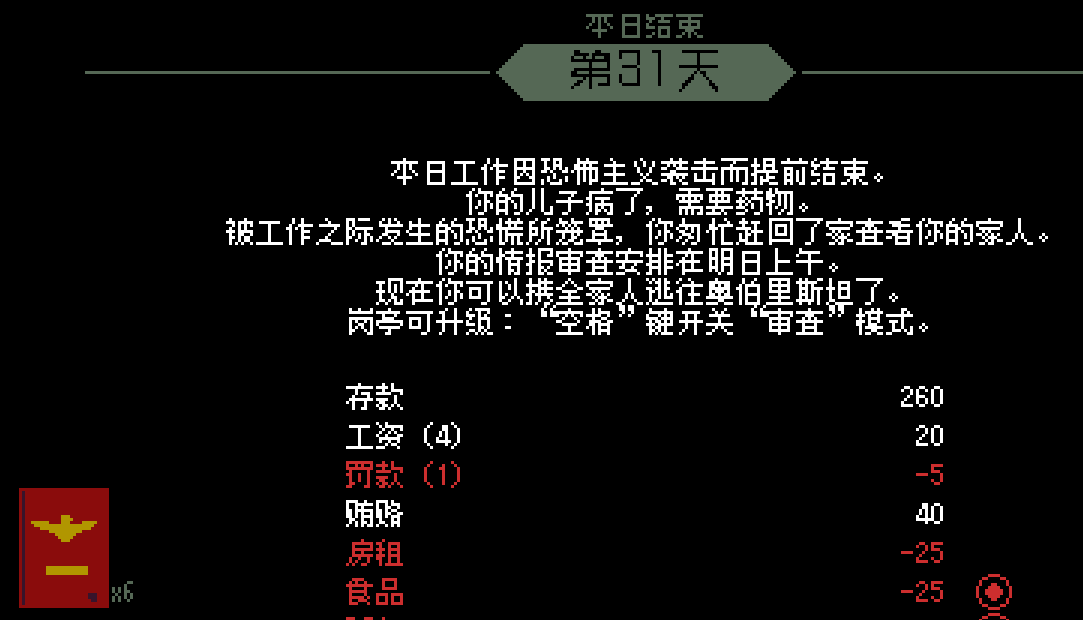 本日结束
第31天
本日工作因恐怖主义袭击而提前结束。
你的儿子病了，需要药物。
被工作之际发生的恐慌所笼罩，你匆忙赶回了家查看你的家人。
你的情报审查安排在明日上午。
现在你可以携全家人逃往奥伯里斯坦了。
岗亭可升级：“空格”键开关“审查”模式。
存款 260
工资（4） 20
罚款（1） -5
贿赂 40
房租 -25
食品 -25
x6